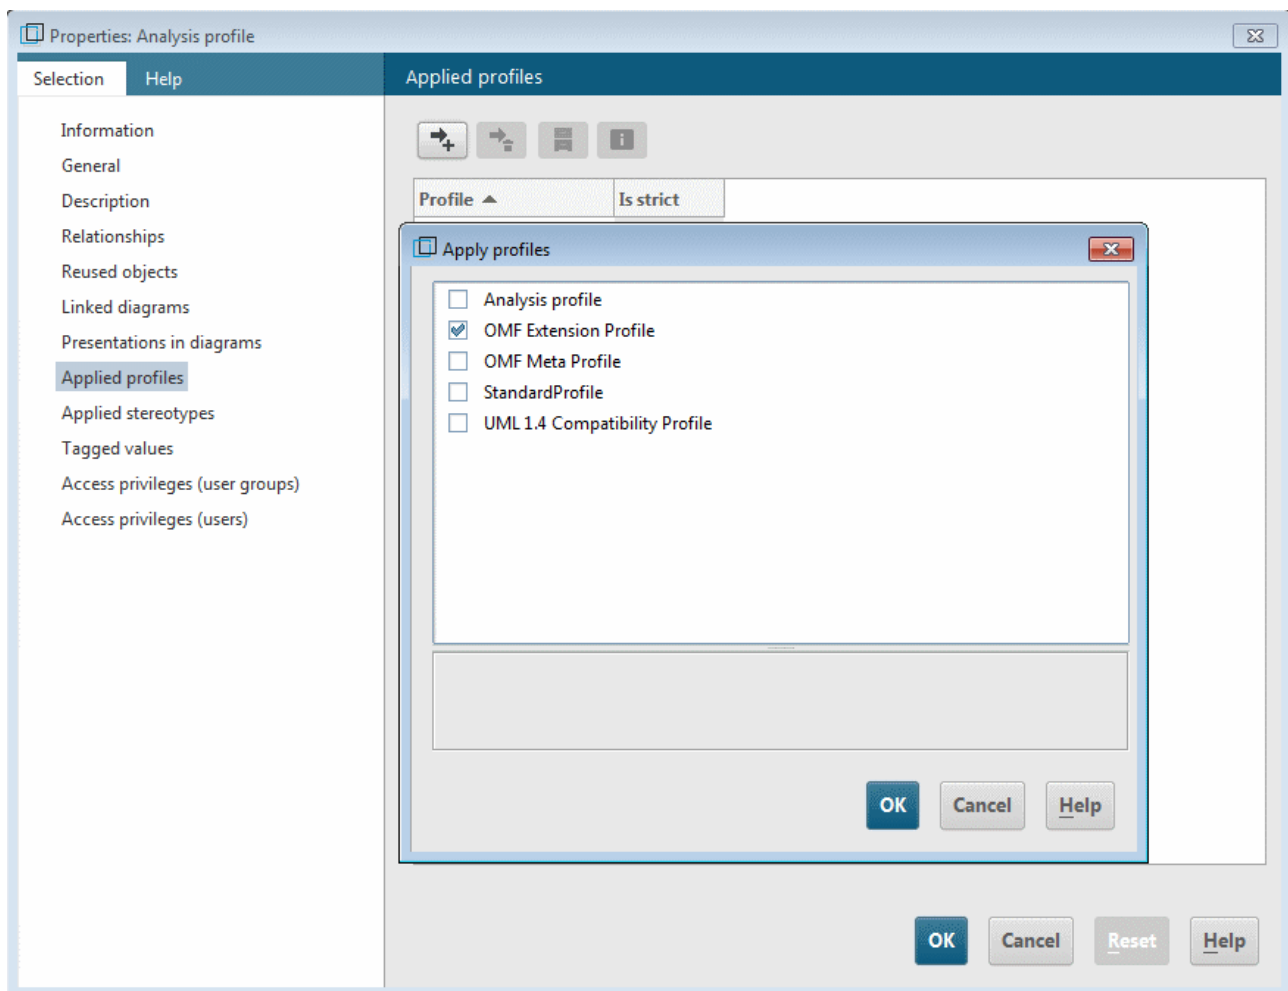 Properties: Analysis profile
Selection Help
Applied profiles
Information
General
Description
Relationships
Reused objects
Linked diagrams
Presentations in diagrams
Applied profiles
Applied stereotypes
Tagged values
Access privileges (user groups)
Access privileges (users)
Profile Is strict
Apply profiles
Analysis profile
OMF Extension Profile
OMF Meta Profile
StandardProfile
UML 1.4 Compatibility Profile
OK Cancel Help
OK Cancel Reset Help